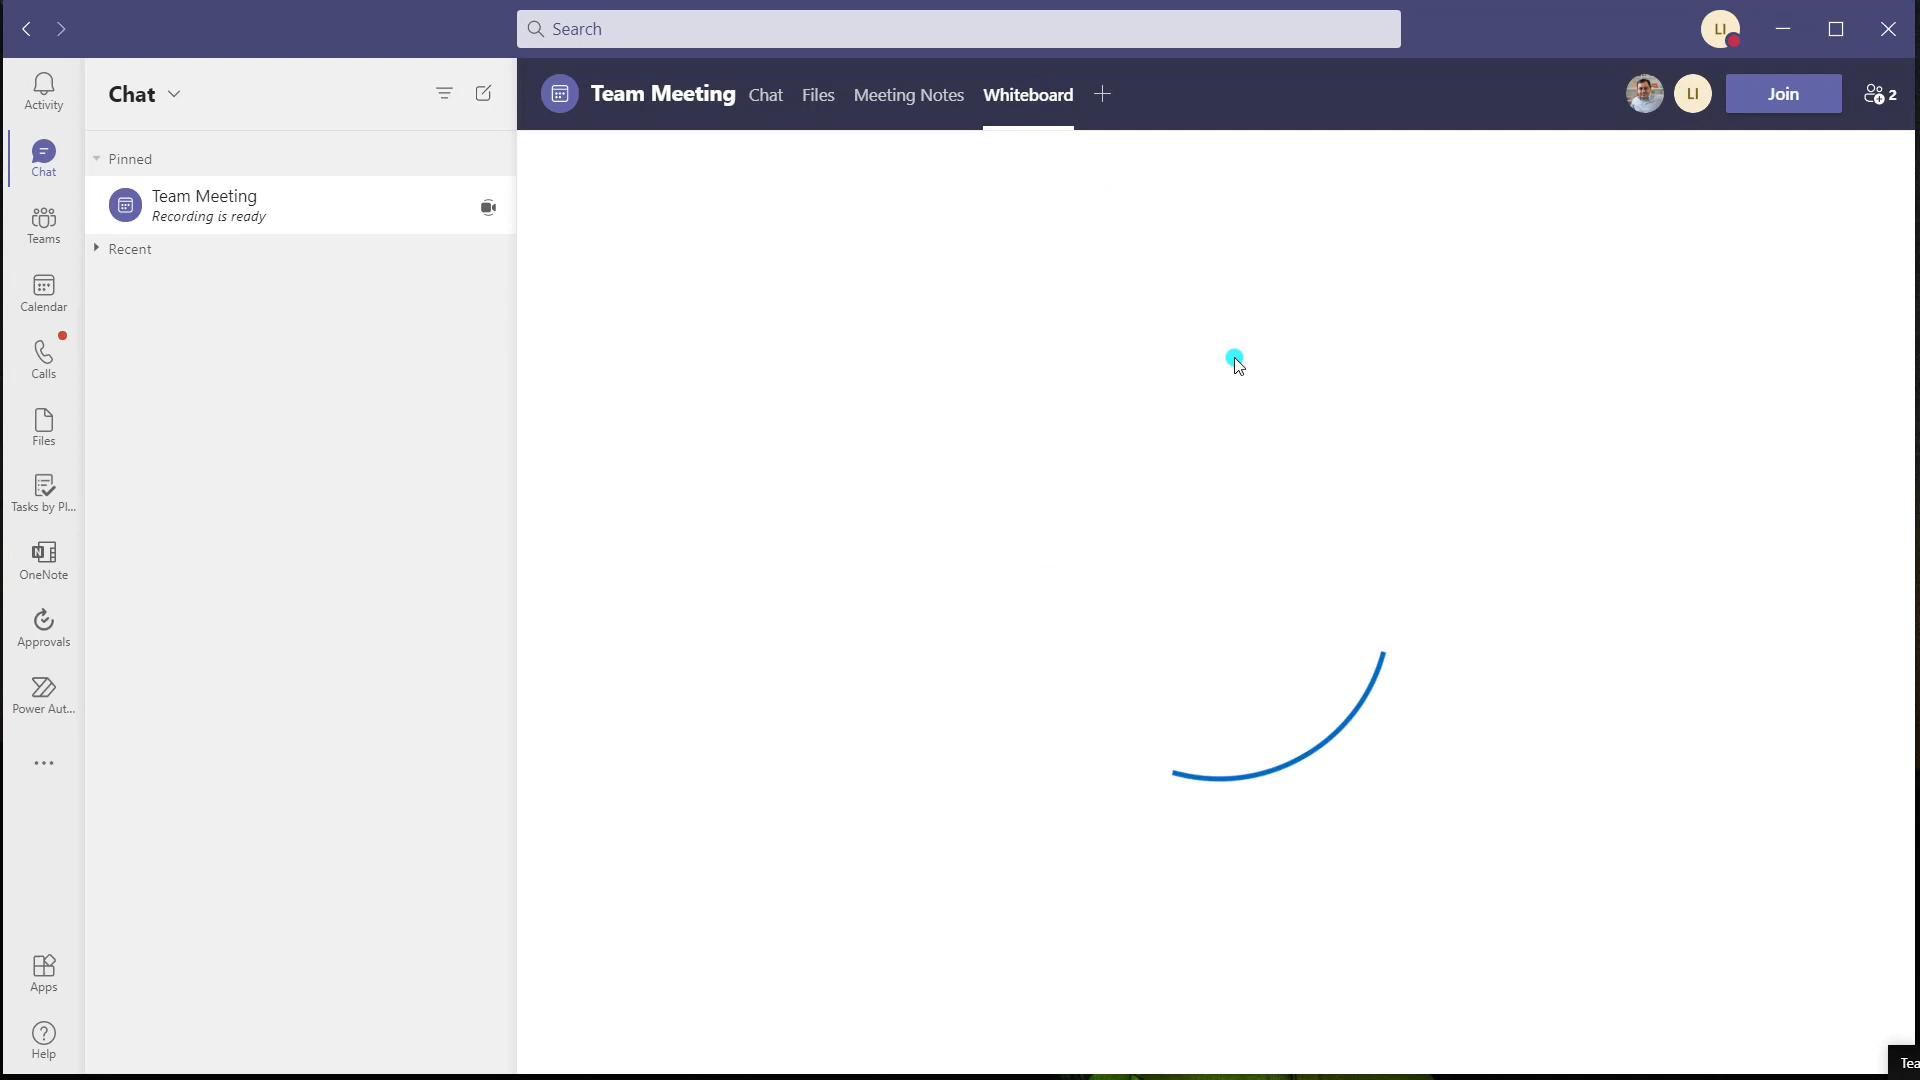 Search
LI
Activity
Chat
Teams
Calendar
Calls
Files
Tasks by Pl...
OneNote
Approvals
Power Aut...
Apps
Help
Chat
Pinned
Team Meeting
Recording is ready
Recent
Team Meeting Chat Files Meeting Notes Whiteboard
LI
Join
2
Tea